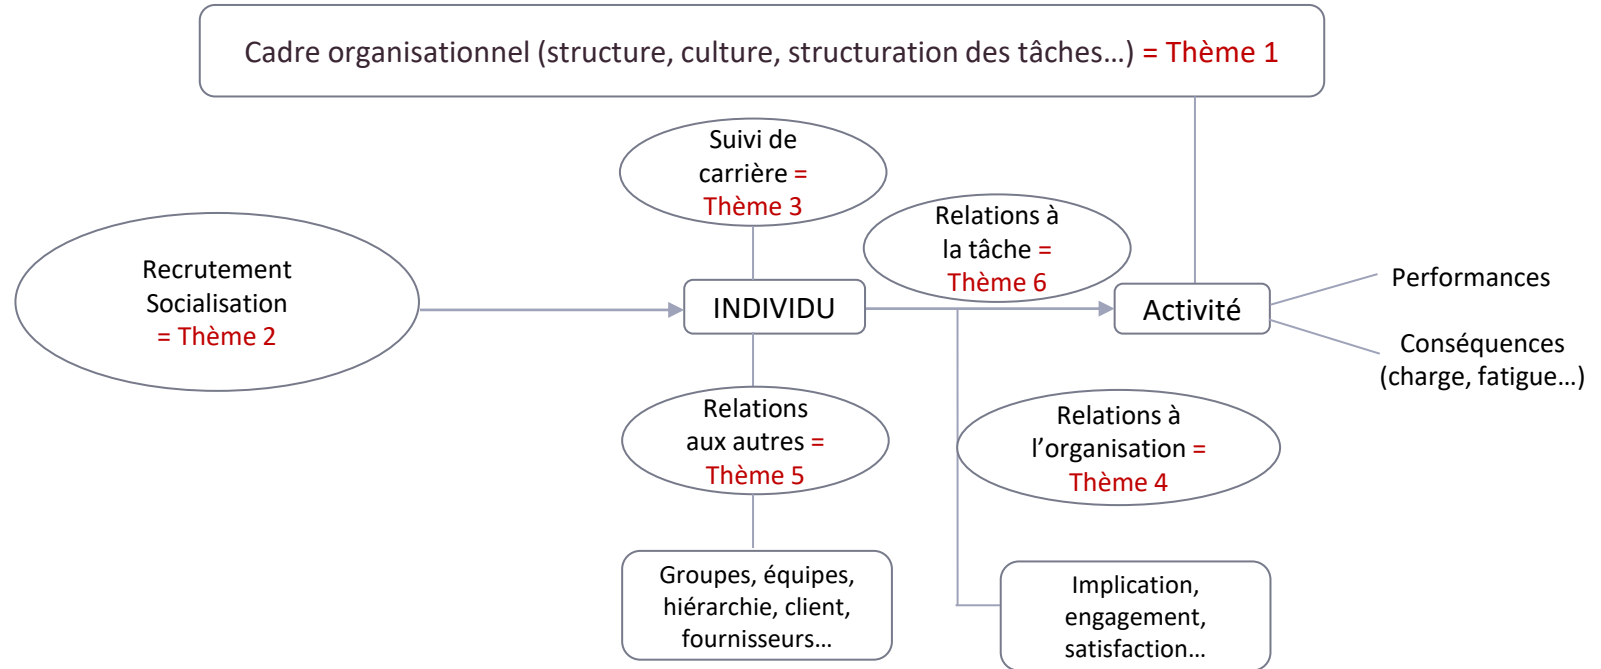 Cadre organisationnel (structure, culture, structuration des tâches…) = Thème 1
Suivi de
carrière =
Thème 3
Relations à
la tâche =
Thème 6
Recrutement
Socialisation
= Thème 2
INDIVIDU
Activité
Performances
Conséquences
(charge, fatigue…)
Relations
aux autres =
Thème 5
Relations à
l’organisation =
Thème 4
Groupes, équipes,
hiérarchie, client,
fournisseurs…
Implication,
engagement,
satisfaction…